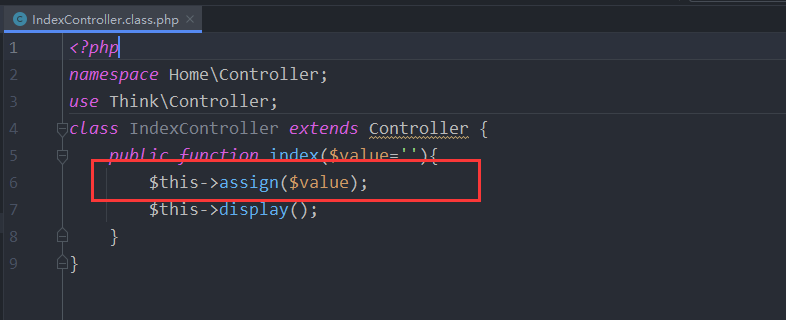 IndexController.class.php
1 <?php
2 namespace Home\Controller;
3 use Think\Controller;
4 class IndexController extends Controller {
5 public function index($value=''){
6 $this->assign($value);
7 $this->display();
8 }
9 }